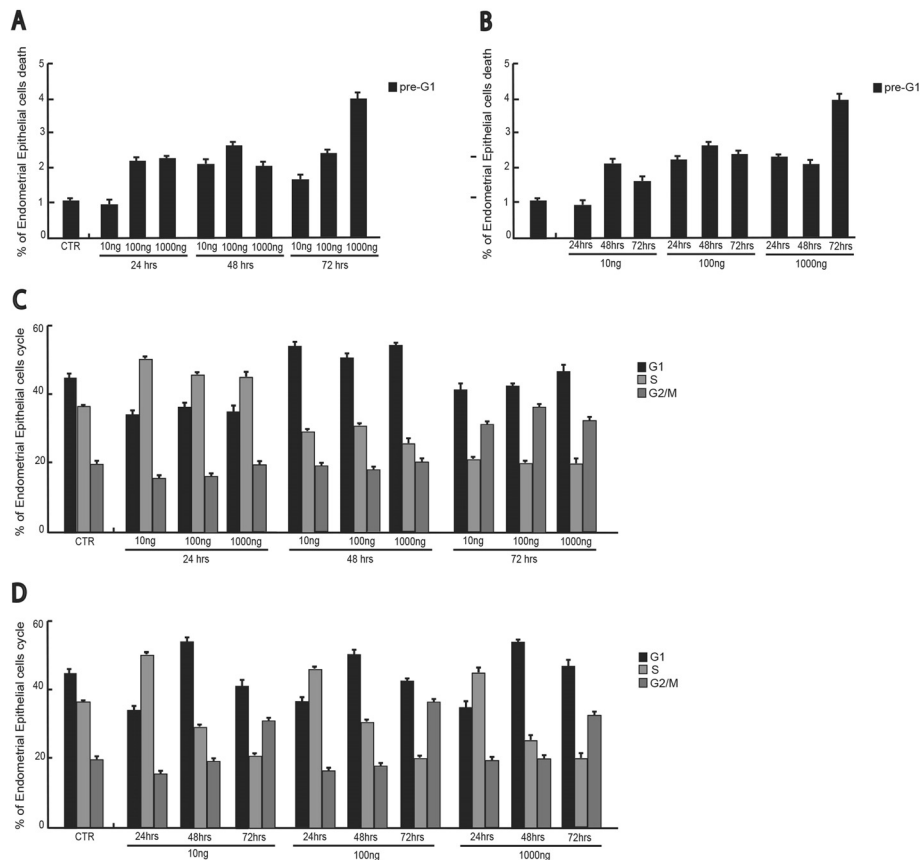 A
% of Endometrial Epithelial cells death
5
4
3
2
1
0
pre-G1
CTR
10ng 100ng 1000ng 10ng 100ng 1000ng 10ng 100ng 1000ng
24 hrs 48 hrs 72 hrs
B
% of Endometrial Epithelial cells death
5
4
3
2
1
0
pre-G1
24hrs 48hrs 72hrs 24hrs 48hrs 72hrs 24hrs 48hrs 72hrs
10ng 100ng 1000ng
C
% of Endometrial Epithelial cells cycle
60
40
20
0
G1
S
G2/M
CTR 10ng 100ng 1000ng 10ng 100ng 1000ng 10ng 100ng 1000ng
24 hrs 48 hrs 72 hrs
D
% of Endometrial Epithelial cells cycle
60
40
20
0
G1
S
G2/M
CTR 24hrs 48hrs 72hrs 24hrs 48hrs 72hrs 24hrs 48hrs 72hrs
10ng 100ng 1000ng